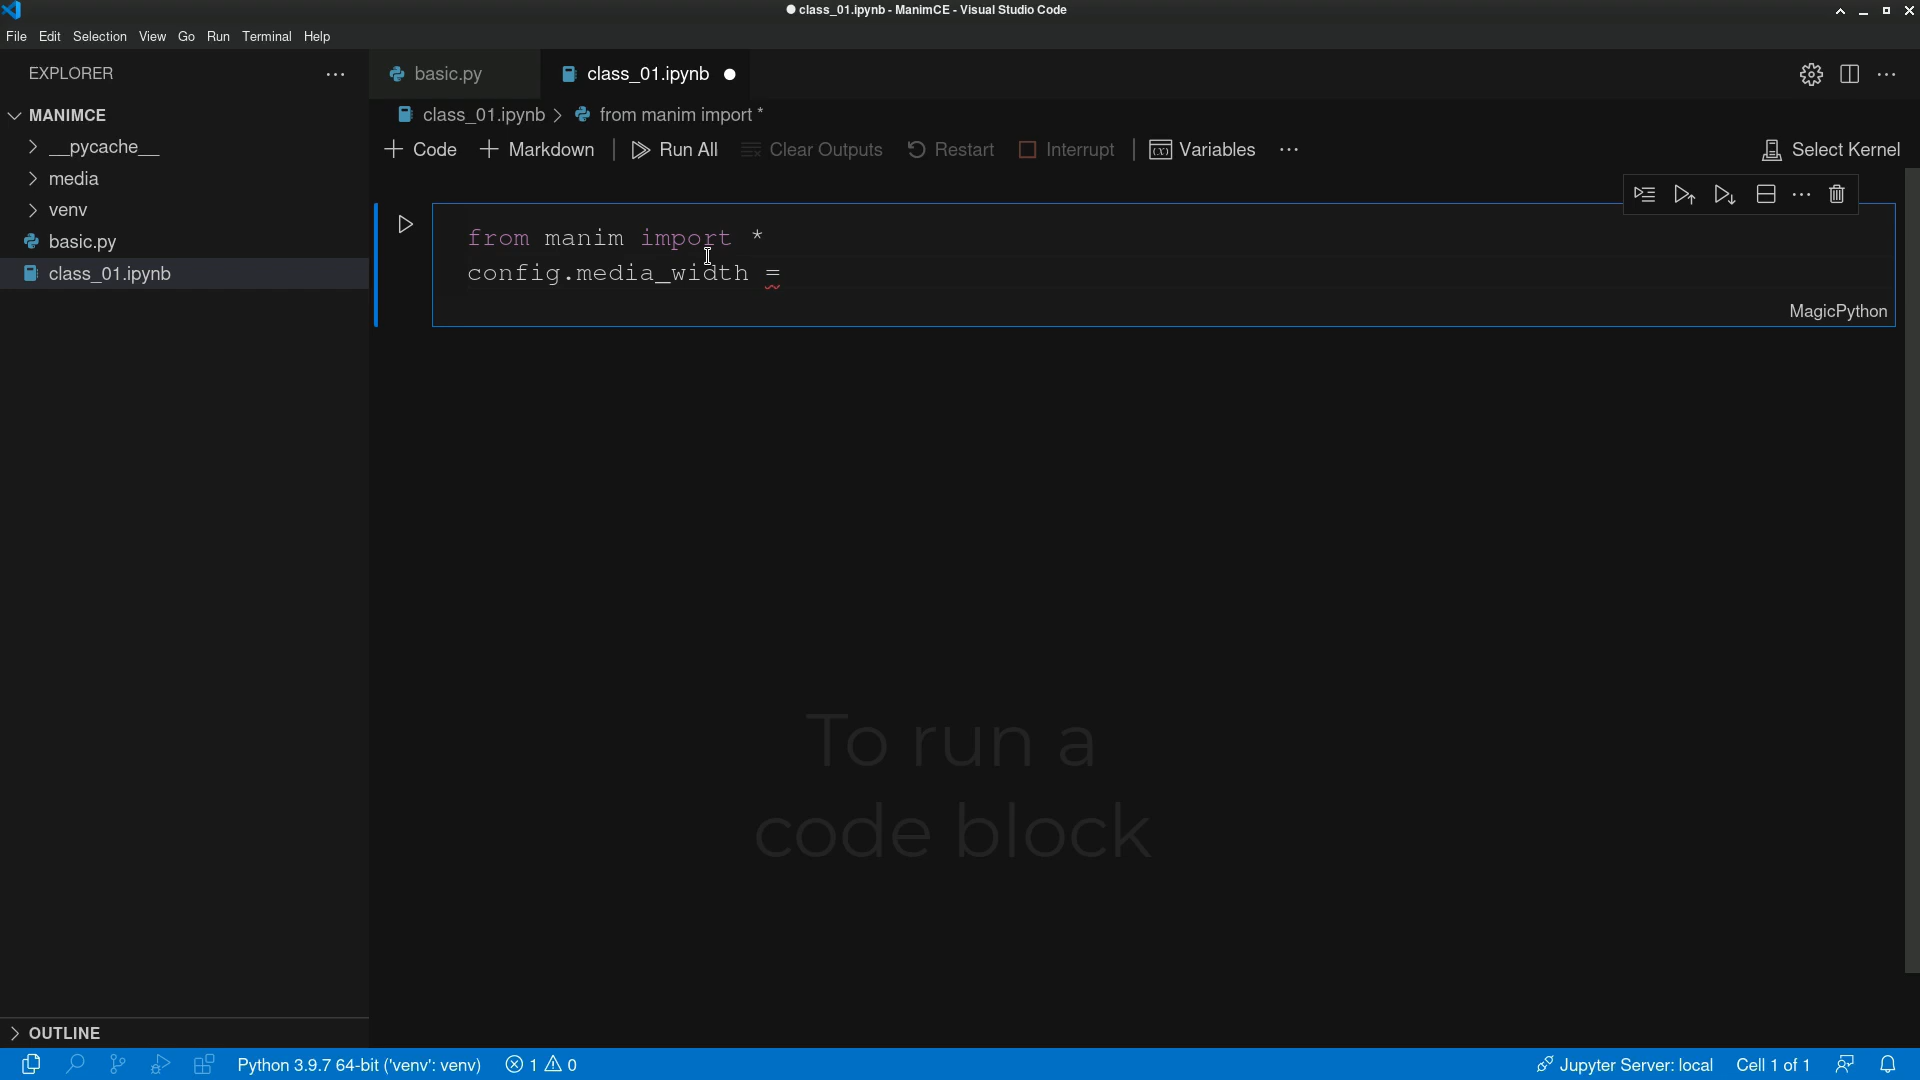 class_01.ipynb - ManimCE - Visual Studio Code
File Edit Selection View Go Run Terminal Help
EXPLORER
basic.py
class_01.ipynb
MANIMCE
class_01.ipynb > from manim import *
__pycache__
Code Markdown Run All Clear Outputs Restart Interrupt Variables
Select Kernel
media
venv
basic.py
class_01.ipynb
from manim import *
config.media_width =
MagicPython
To run a
code block
OUTLINE
Python 3.9.7 64-bit ('venv': venv) 1 0
Jupyter Server: local Cell 1 of 1